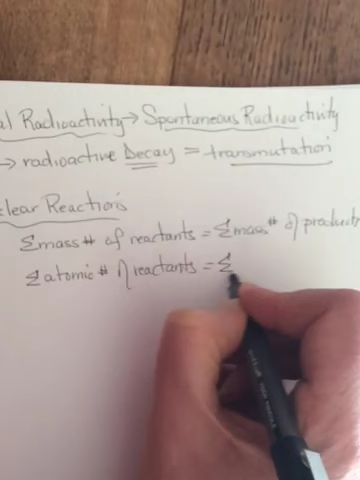 al Radioactivity → Spontaneous Radioactivity
→ radioactive Decay = transmutation
clear Reactions
Σ mass # of reactants = Σ mass # of products
Σ atomic # of reactants = Σ